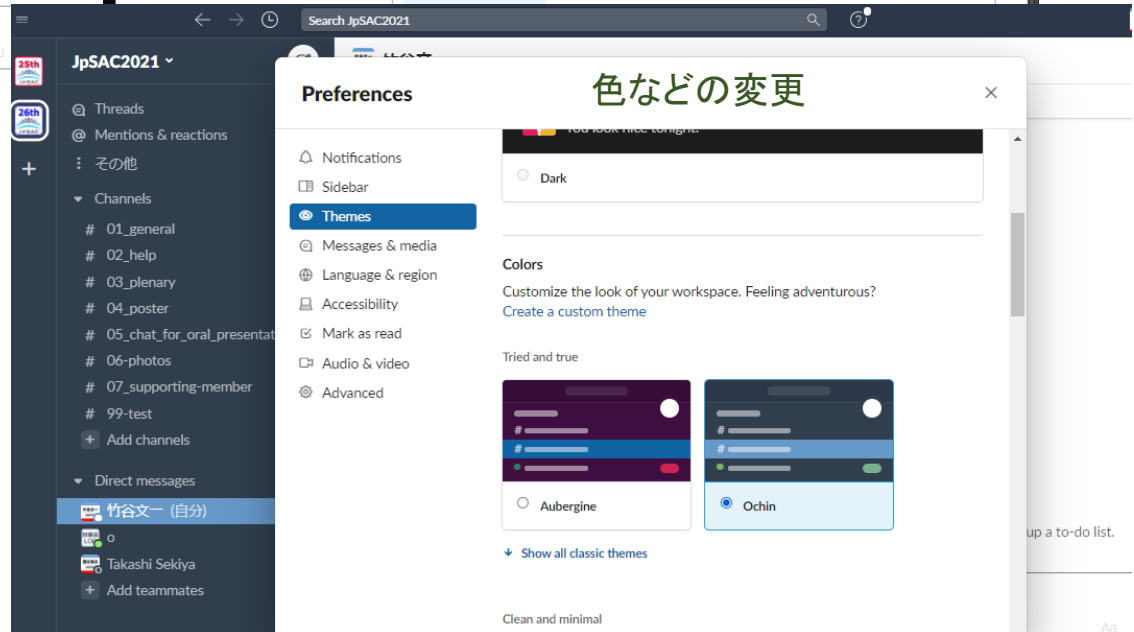 Search JpSAC2021
25th
JpSAC
26th
JpSAC
JpSAC2021
Threads
@ Mentions & reactions
その他
Channels
# 01_general
# 02_help
# 03_plenary
# 04_poster
# 05_chat_for_oral_presentat
# 06-photos
# 07_supporting-member
# 99-test
+ Add channels
Direct messages
竹谷文一 (自分)
o
Takashi Sekiya
+ Add teammates
Preferences
色などの変更
Notifications
Sidebar
Themes
Messages & media
Language & region
Accessibility
Mark as read
Audio & video
Advanced
You look nice tonight.
Dark
Colors
Customize the look of your workspace. Feeling adventurous?
Create a custom theme
Tried and true
#
#
#
#
Aubergine
Ochin
Show all classic themes
Clean and minimal
up a to-do list.
Aa